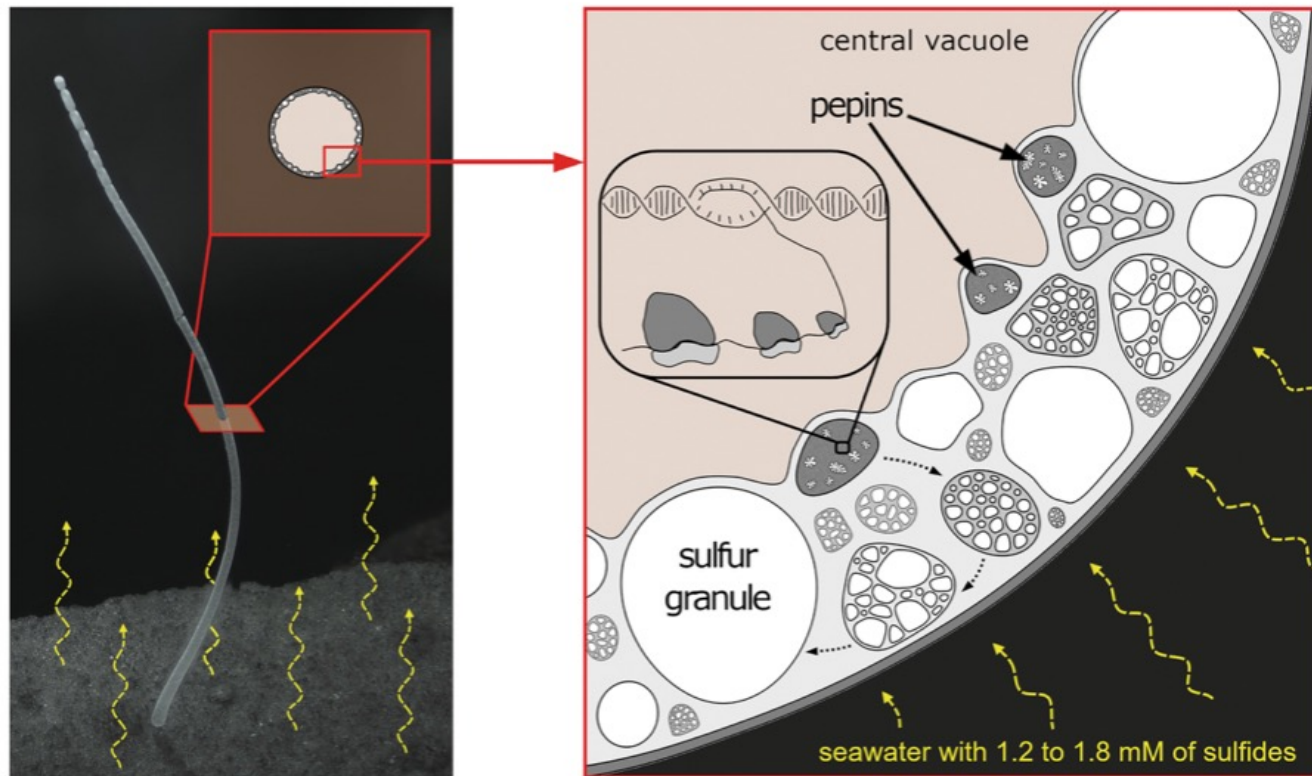 central vacuole
pepins
sulfur
granule
seawater with 1.2 to 1.8 mM of sulfides